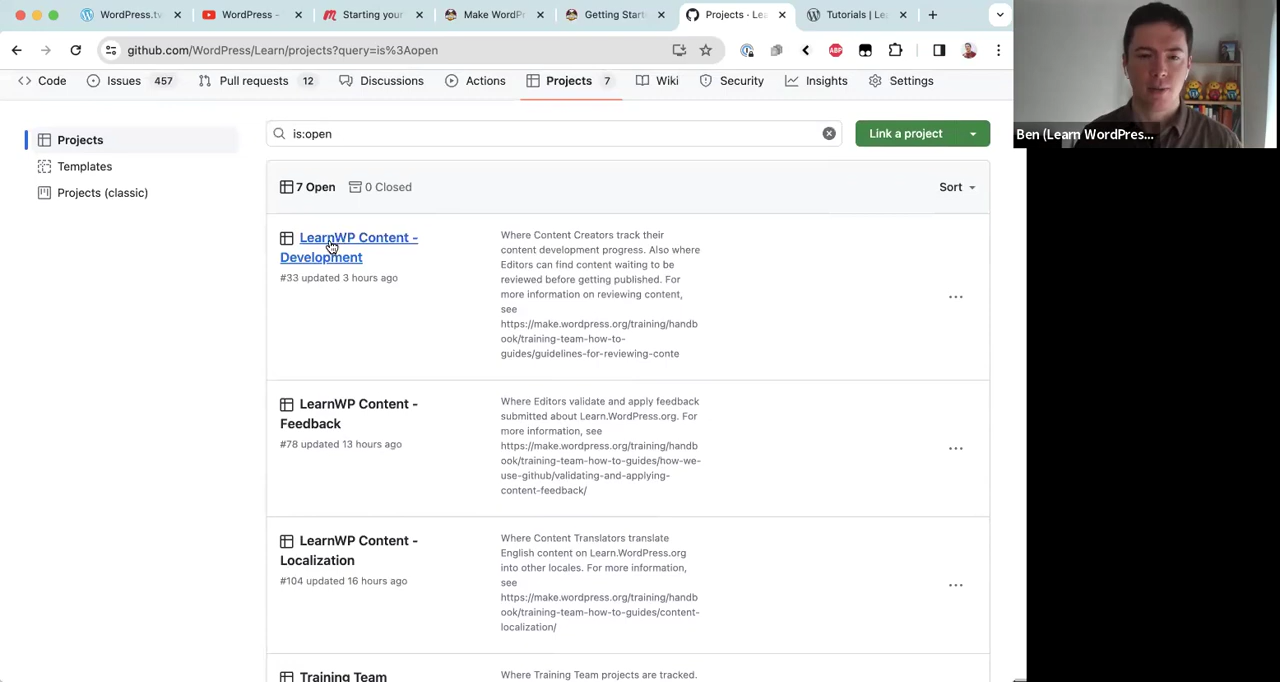 WordPress.tv
WordPress -
Starting your
Make WordPr
Getting Start
Projects · Lea
Tutorials | Lea
github.com/WordPress/Learn/projects?query=is%3Aopen
ABP
Code
Issues 457
Pull requests 12
Discussions
Actions
Projects 7
Wiki
Security
Insights
Settings
Ben (Learn WordPres...
Projects
Templates
Projects (classic)
is:open
Link a project
7 Open 0 Closed
Sort
LearnWP Content -
Development
#33 updated 3 hours ago
Where Content Creators track their
content development progress. Also where
Editors can find content waiting to be
reviewed before getting published. For
more information on reviewing content,
see
https://make.wordpress.org/training/handb
ook/training-team-how-to-
guides/guidelines-for-reviewing-conte
LearnWP Content -
Feedback
#78 updated 13 hours ago
Where Editors validate and apply feedback
submitted about Learn.WordPress.org. For
more information, see
https://make.wordpress.org/training/handb
ook/training-team-how-to-guides/how-we-
use-github/validating-and-applying-
content-feedback/
LearnWP Content -
Localization
#104 updated 16 hours ago
Where Content Translators translate
English content on Learn.WordPress.org
into other locales. For more information,
see
https://make.wordpress.org/training/handb
ook/training-team-how-to-guides/content-
localization/
Training Team
Where Training Team projects are tracked.